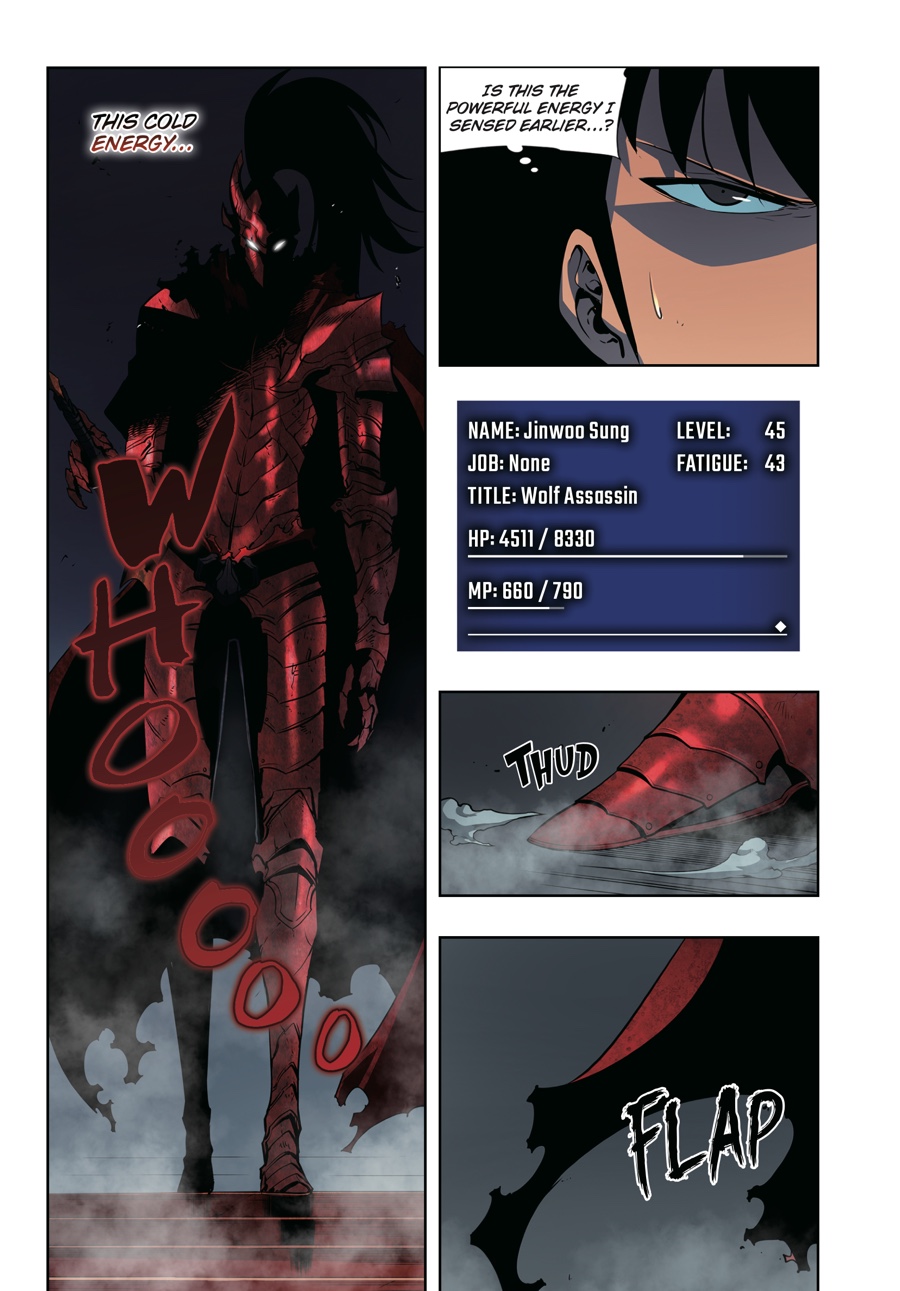 THIS COLD
ENERGY...
WHOOOOO
IS THIS THE
POWERFUL ENERGY I
SENSED EARLIER...?
NAME: Jinwoo Sung LEVEL: 45
JOB: None FATIGUE: 43
TITLE: Wolf Assassin
HP: 4511 / 8330
MP: 660 / 790
THUD
FLAP